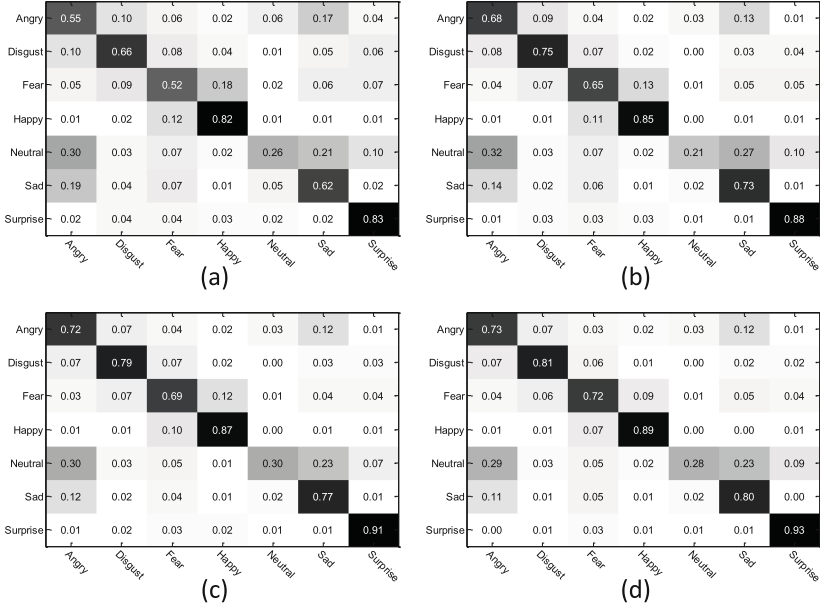 Angry 0.55 0.10 0.06 0.02 0.06 0.17 0.04
Disgust 0.10 0.66 0.08 0.04 0.01 0.05 0.06
Fear 0.05 0.09 0.52 0.18 0.02 0.06 0.07
Happy 0.01 0.02 0.12 0.82 0.01 0.01 0.01
Neutral 0.30 0.03 0.07 0.02 0.26 0.21 0.10
Sad 0.19 0.04 0.07 0.01 0.05 0.62 0.02
Surprise 0.02 0.04 0.04 0.03 0.02 0.02 0.83
Angry Disgust Fear Happy Neutral Sad Surprise
(a)
Angry 0.68 0.09 0.04 0.02 0.03 0.13 0.01
Disgust 0.08 0.75 0.07 0.02 0.00 0.03 0.04
Fear 0.04 0.07 0.65 0.13 0.01 0.05 0.05
Happy 0.01 0.01 0.11 0.85 0.00 0.01 0.01
Neutral 0.32 0.03 0.07 0.02 0.21 0.27 0.10
Sad 0.14 0.02 0.06 0.01 0.02 0.73 0.01
Surprise 0.01 0.03 0.03 0.03 0.01 0.01 0.88
Angry Disgust Fear Happy Neutral Sad Surprise
(b)
Angry 0.72 0.07 0.04 0.02 0.03 0.12 0.01
Disgust 0.07 0.79 0.07 0.02 0.00 0.03 0.03
Fear 0.03 0.07 0.69 0.12 0.01 0.04 0.04
Happy 0.01 0.01 0.10 0.87 0.00 0.01 0.01
Neutral 0.30 0.03 0.05 0.01 0.30 0.23 0.07
Sad 0.12 0.02 0.04 0.01 0.02 0.77 0.01
Surprise 0.01 0.02 0.03 0.02 0.01 0.01 0.91
Angry Disgust Fear Happy Neutral Sad Surprise
(c)
Angry 0.73 0.07 0.03 0.02 0.03 0.12 0.01
Disgust 0.07 0.81 0.06 0.01 0.00 0.02 0.02
Fear 0.04 0.06 0.72 0.09 0.01 0.05 0.04
Happy 0.01 0.01 0.07 0.89 0.00 0.00 0.01
Neutral 0.29 0.03 0.05 0.02 0.28 0.23 0.09
Sad 0.11 0.01 0.05 0.01 0.02 0.80 0.00
Surprise 0.00 0.01 0.03 0.01 0.01 0.01 0.93
Angry Disgust Fear Happy Neutral Sad Surprise
(d)